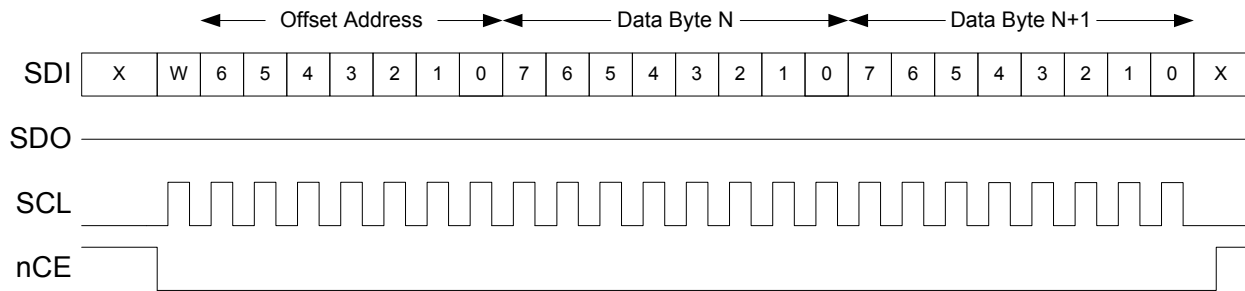 Offset Address Data Byte N Data Byte N+1
SDI X W 6 5 4 3 2 1 0 7 6 5 4 3 2 1 0 7 6 5 4 3 2 1 0 X
SDO
SCL
nCE